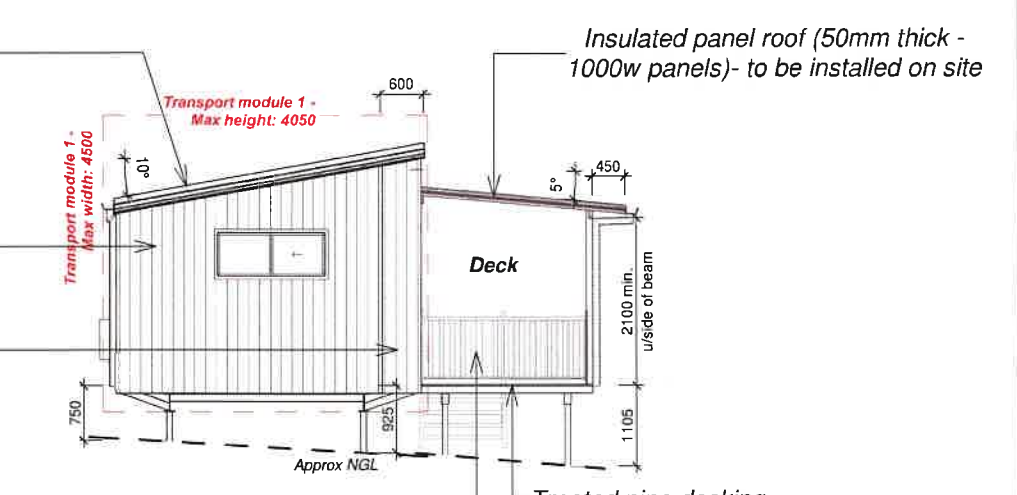 Insulated panel roof (50mm thick -
1000w panels)- to be installed on site
600
Transport module 1 -
Max height: 4050
Transport module 1 -
Max width: 4500
10°
5°
450
Deck
2100 min.
u/side of beam
750
925
1105
Approx NGL